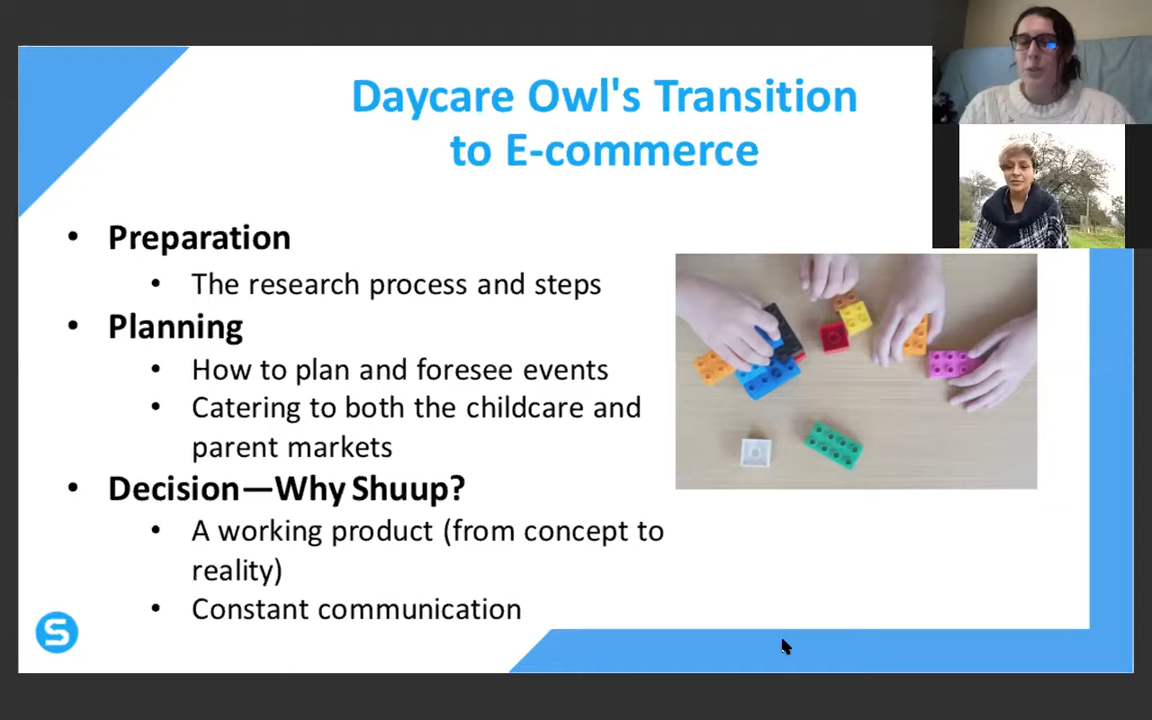 Daycare Owl's Transition
to E-commerce
• Preparation
• The research process and steps
• Planning
• How to plan and foresee events
• Catering to both the childcare and
parent markets
• Decision—Why Shuup?
• A working product (from concept to
reality)
• Constant communication
S